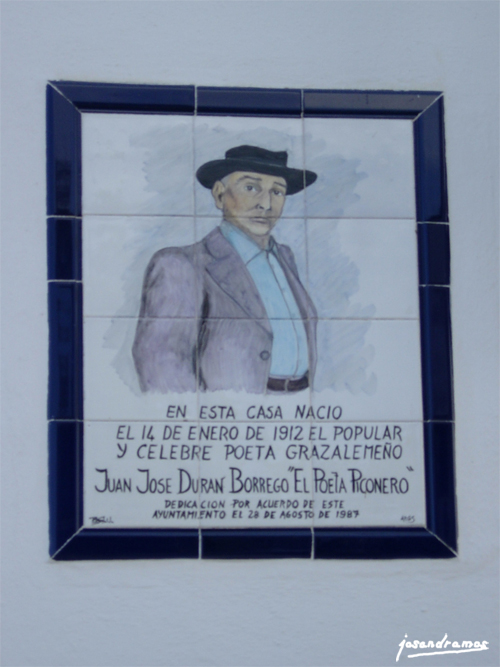 EN ESTA CASA NACIO
EL 14 DE ENERO DE 1912 EL POPULAR
Y CELEBRE POETA GRAZALEMEÑO
JUAN JOSE DURAN BORREGO "EL POETA PICONERO"
DEDICACION POR ACUERDO DE ESTE
AYUNTAMIENTO EL 28 DE AGOSTO DE 1987
josandramos